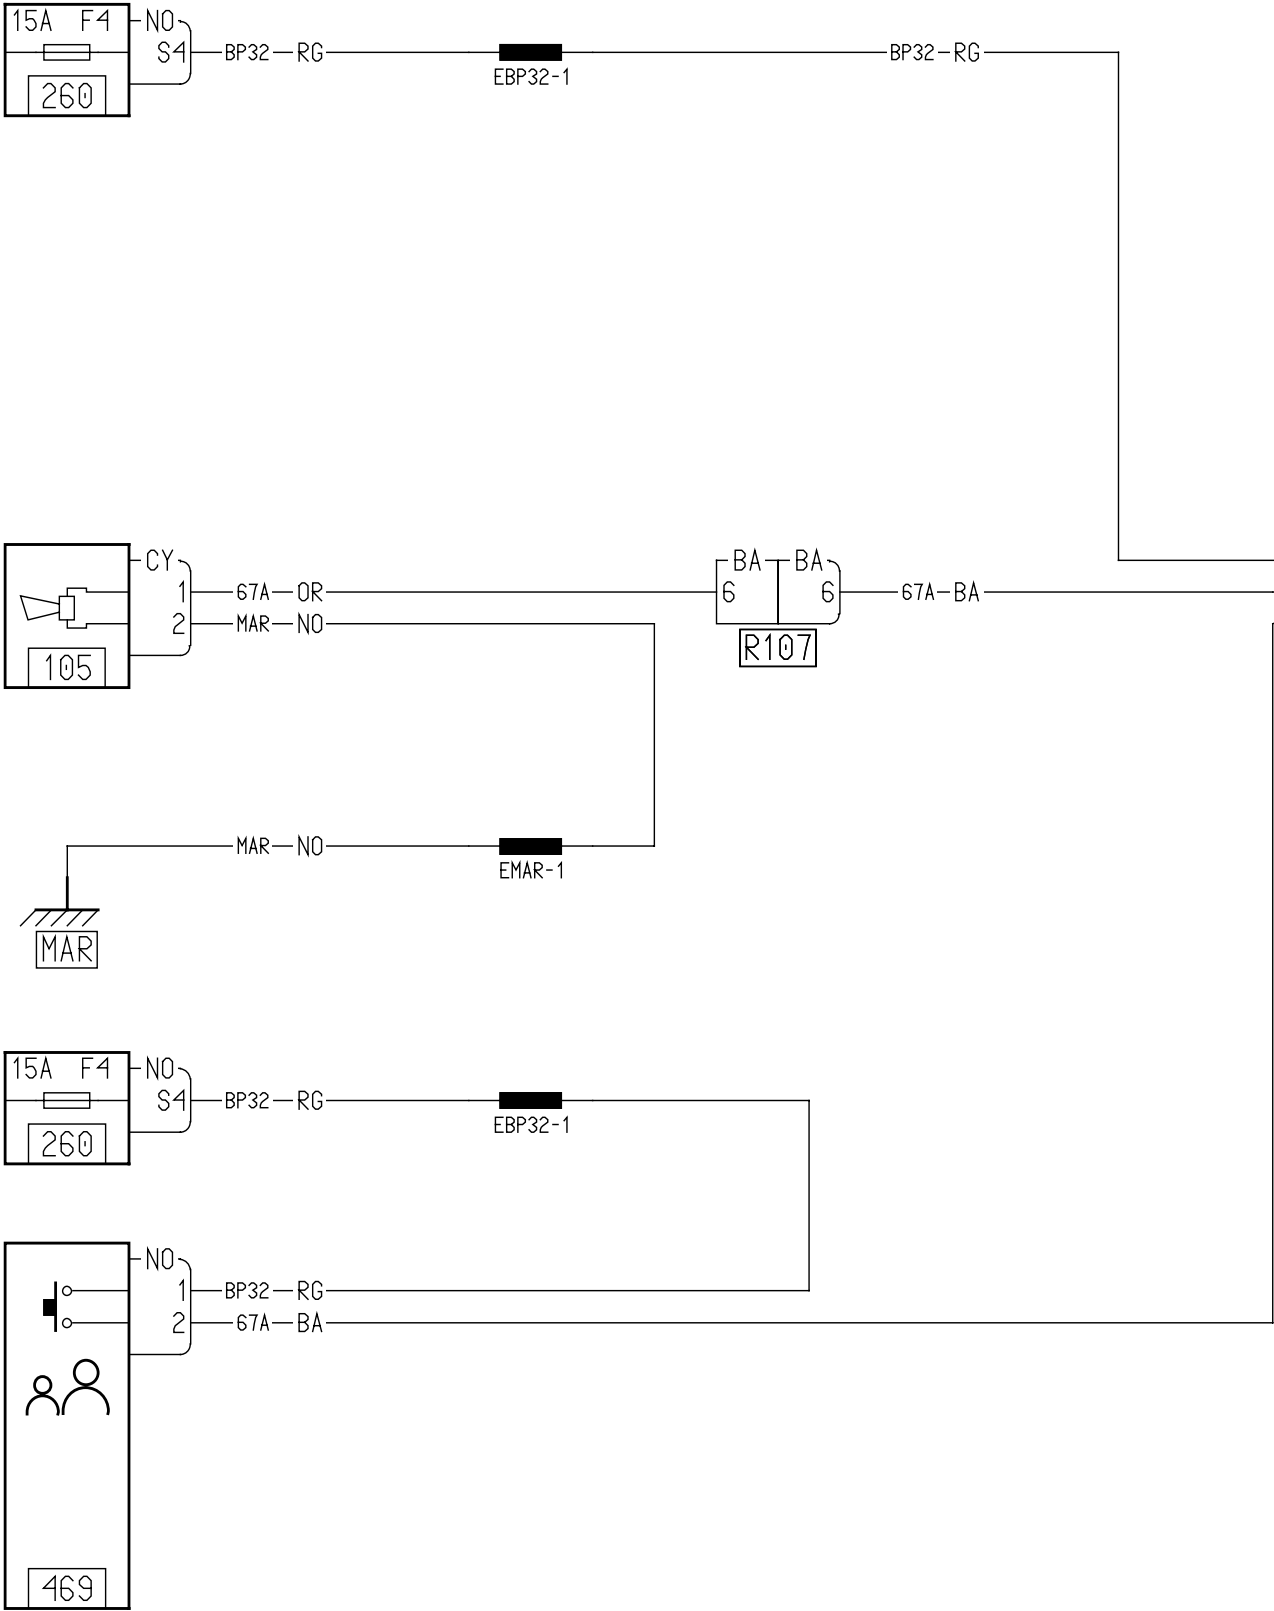 15A F4 NO
S4 BP32 RG BP32 RG
EBP32-1
260
CY BA BA
1 67A OR 6 6 67A BA
2 MAR NO
105 R107
MAR NO
EMAR-1
MAR
15A F4 NO
S4 BP32 RG
EBP32-1
260
NO
1 BP32 RG
2 67A BA
469